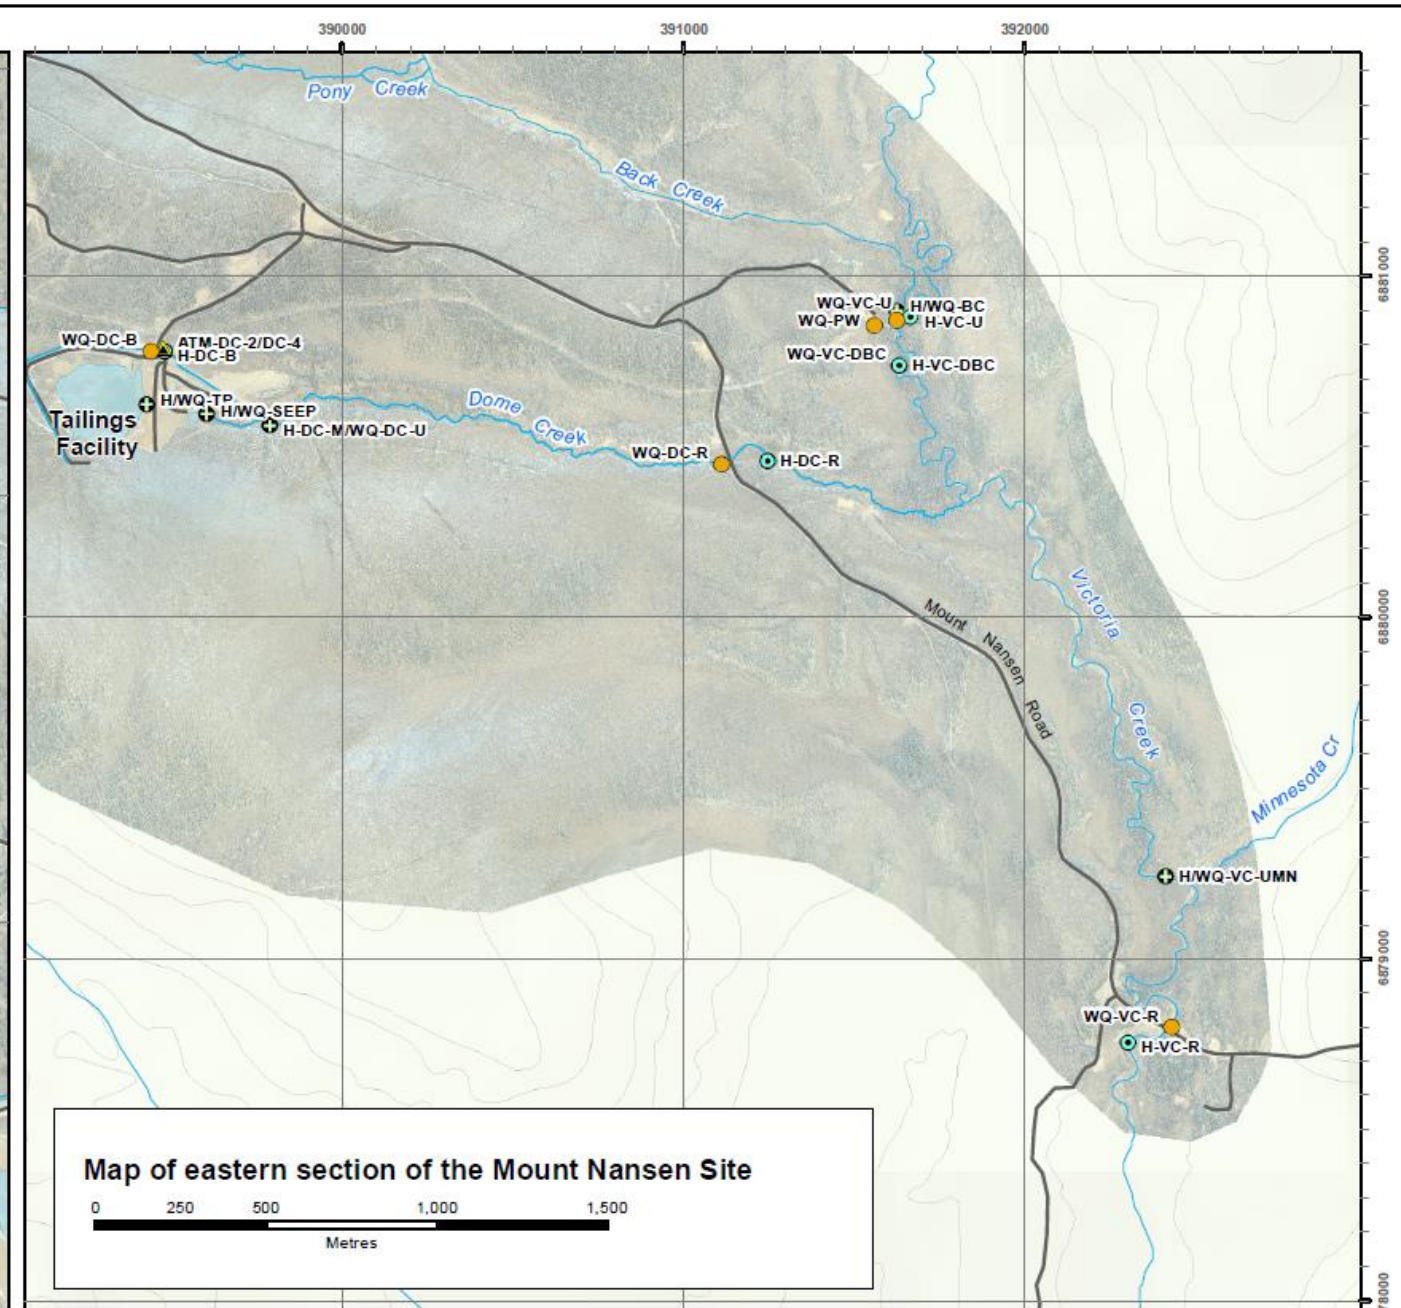 390000
391000
392000
Pony Creek
Back Creek
6881000
WQ-VC-U
H/WQ-BC
WQ-PW
H-VC-U
WQ-DC-B
ATM-DC-2/DC-4
H-DC-B
WQ-VC-DBC
H-VC-DBC
H/WQ-TP
H/WQ-SEEP
H-DC-M/WQ-DC-U
Tailings
Facility
Dome Creek
WQ-DC-R
H-DC-R
Victoria Creek
6880000
Mount Nansen Road
Minnesota Cr
H/WQ-VC-UMN
6879000
WQ-VC-R
H-VC-R
Map of eastern section of the Mount Nansen Site
0 250 500 1,000 1,500
Metres
78000